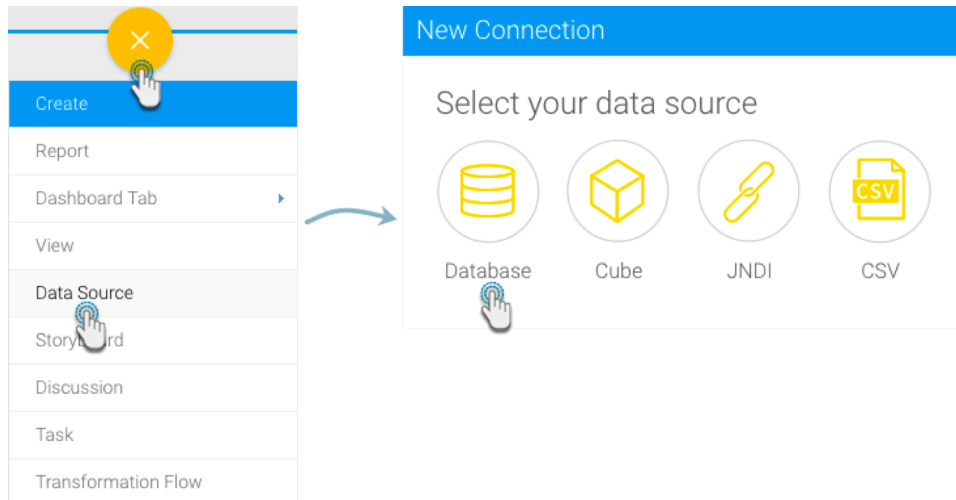 Create
Report
Dashboard Tab
View
Data Source
Discussion
Task
Transformation Flow
New Connection
Select your data source
Database
Cube
JNDI
CSV
CSV